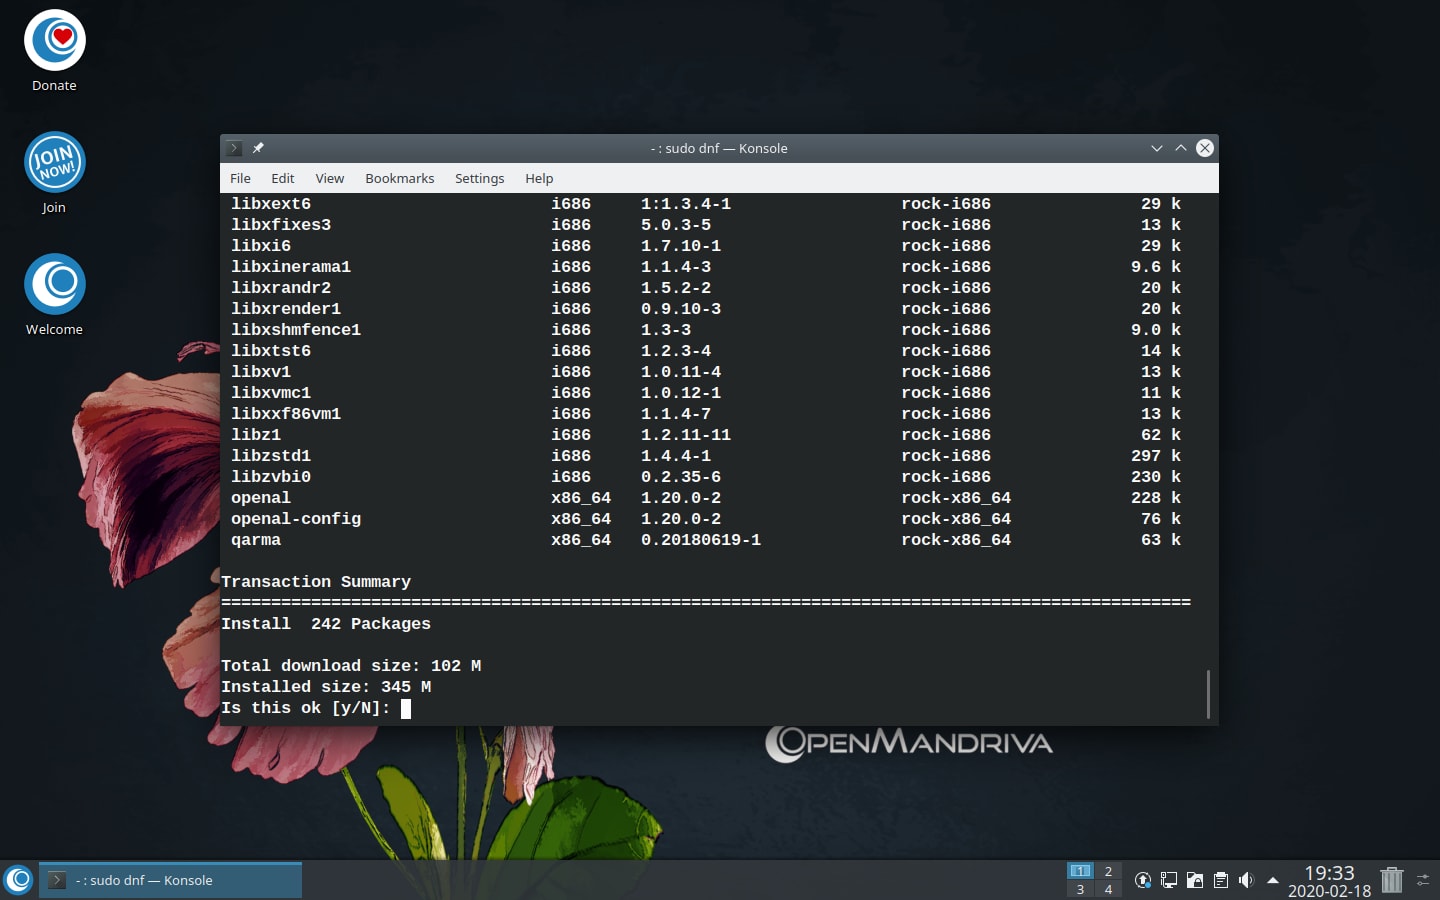 Donate
JOIN
NOW!
Join
Welcome
- : sudo dnf — Konsole
File Edit View Bookmarks Settings Help
libxext6 i686 1:1.3.4-1 rock-i686 29 k
libxfixes3 i686 5.0.3-5 rock-i686 13 k
libxi6 i686 1.7.10-1 rock-i686 29 k
libxinerama1 i686 1.1.4-3 rock-i686 9.6 k
libxrandr2 i686 1.5.2-2 rock-i686 20 k
libxrender1 i686 0.9.10-3 rock-i686 20 k
libxshmfence1 i686 1.3-3 rock-i686 9.0 k
libxtst6 i686 1.2.3-4 rock-i686 14 k
libxv1 i686 1.0.11-4 rock-i686 13 k
libxvmc1 i686 1.0.12-1 rock-i686 11 k
libxxf86vm1 i686 1.1.4-7 rock-i686 13 k
libz1 i686 1.2.11-11 rock-i686 62 k
libzstd1 i686 1.4.4-1 rock-i686 297 k
libzvbi0 i686 0.2.35-6 rock-i686 230 k
openal x86_64 1.20.0-2 rock-x86_64 228 k
openal-config x86_64 1.20.0-2 rock-x86_64 76 k
qarma x86_64 0.20180619-1 rock-x86_64 63 k
Transaction Summary
=================================================================================================
Install 242 Packages
Total download size: 102 M
Installed size: 345 M
Is this ok [y/N]:
OPENMANDRIVA
- : sudo dnf — Konsole
1 2
3 4
19:33
2020-02-18